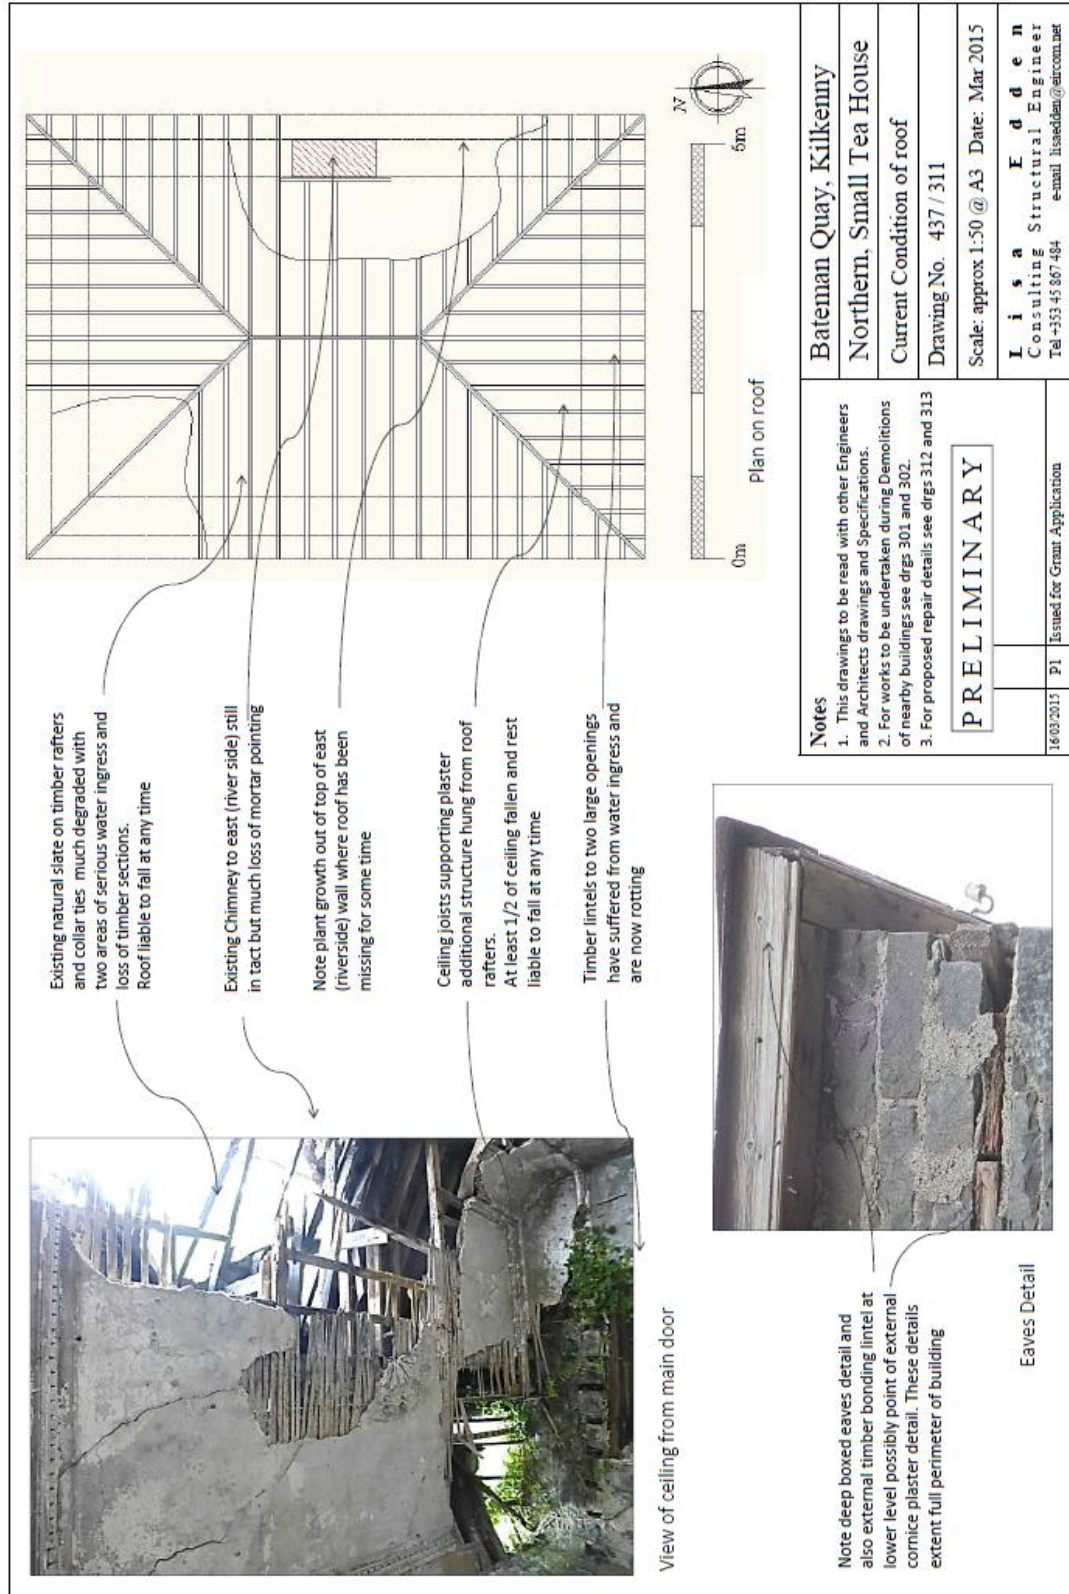 Existing natural slate on timber rafters
and collar ties much degraded with
two areas of serious water ingress and
loss of timber sections.
Roof liable to fall at any time
Existing Chimney to east (river side) still
in tact but much loss of mortar pointing
Note plant growth out of top of east
(riverside) wall where roof has been
missing for some time
Ceiling joists supporting plaster
additional structure hung from roof
rafters.
At least 1/2 of ceiling fallen and rest
liable to fall at any time
Timber lintels to two large openings
have suffered from water ingress and
are now rotting
View of ceiling from main door
N
0m
5m
Plan on roof
Note deep boxed eaves detail and
also external timber bonding lintel at
lower level possibly point of external
cornice plaster detail. These details
extent full perimeter of building
Eaves Detail
Notes
1. This drawings to be read with other Engineers
and Architects drawings and Specifications.
2. For works to be undertaken during Demolitions
of nearby buildings see drgs 301 and 302.
3. For proposed repair details see drgs 312 and 313
PRELIMINARY
16/03/2015 P1 Issued for Grant Application
Bateman Quay, Kilkenny
Northern, Small Tea House
Current Condition of roof
Drawing No. 437 / 311
Scale: approx 1:50 @ A3 Date: Mar 2015
Lisa Edden
Consulting Structural Engineer
Tel +353 45 867 484 e-mail lisaedden@eircom.net